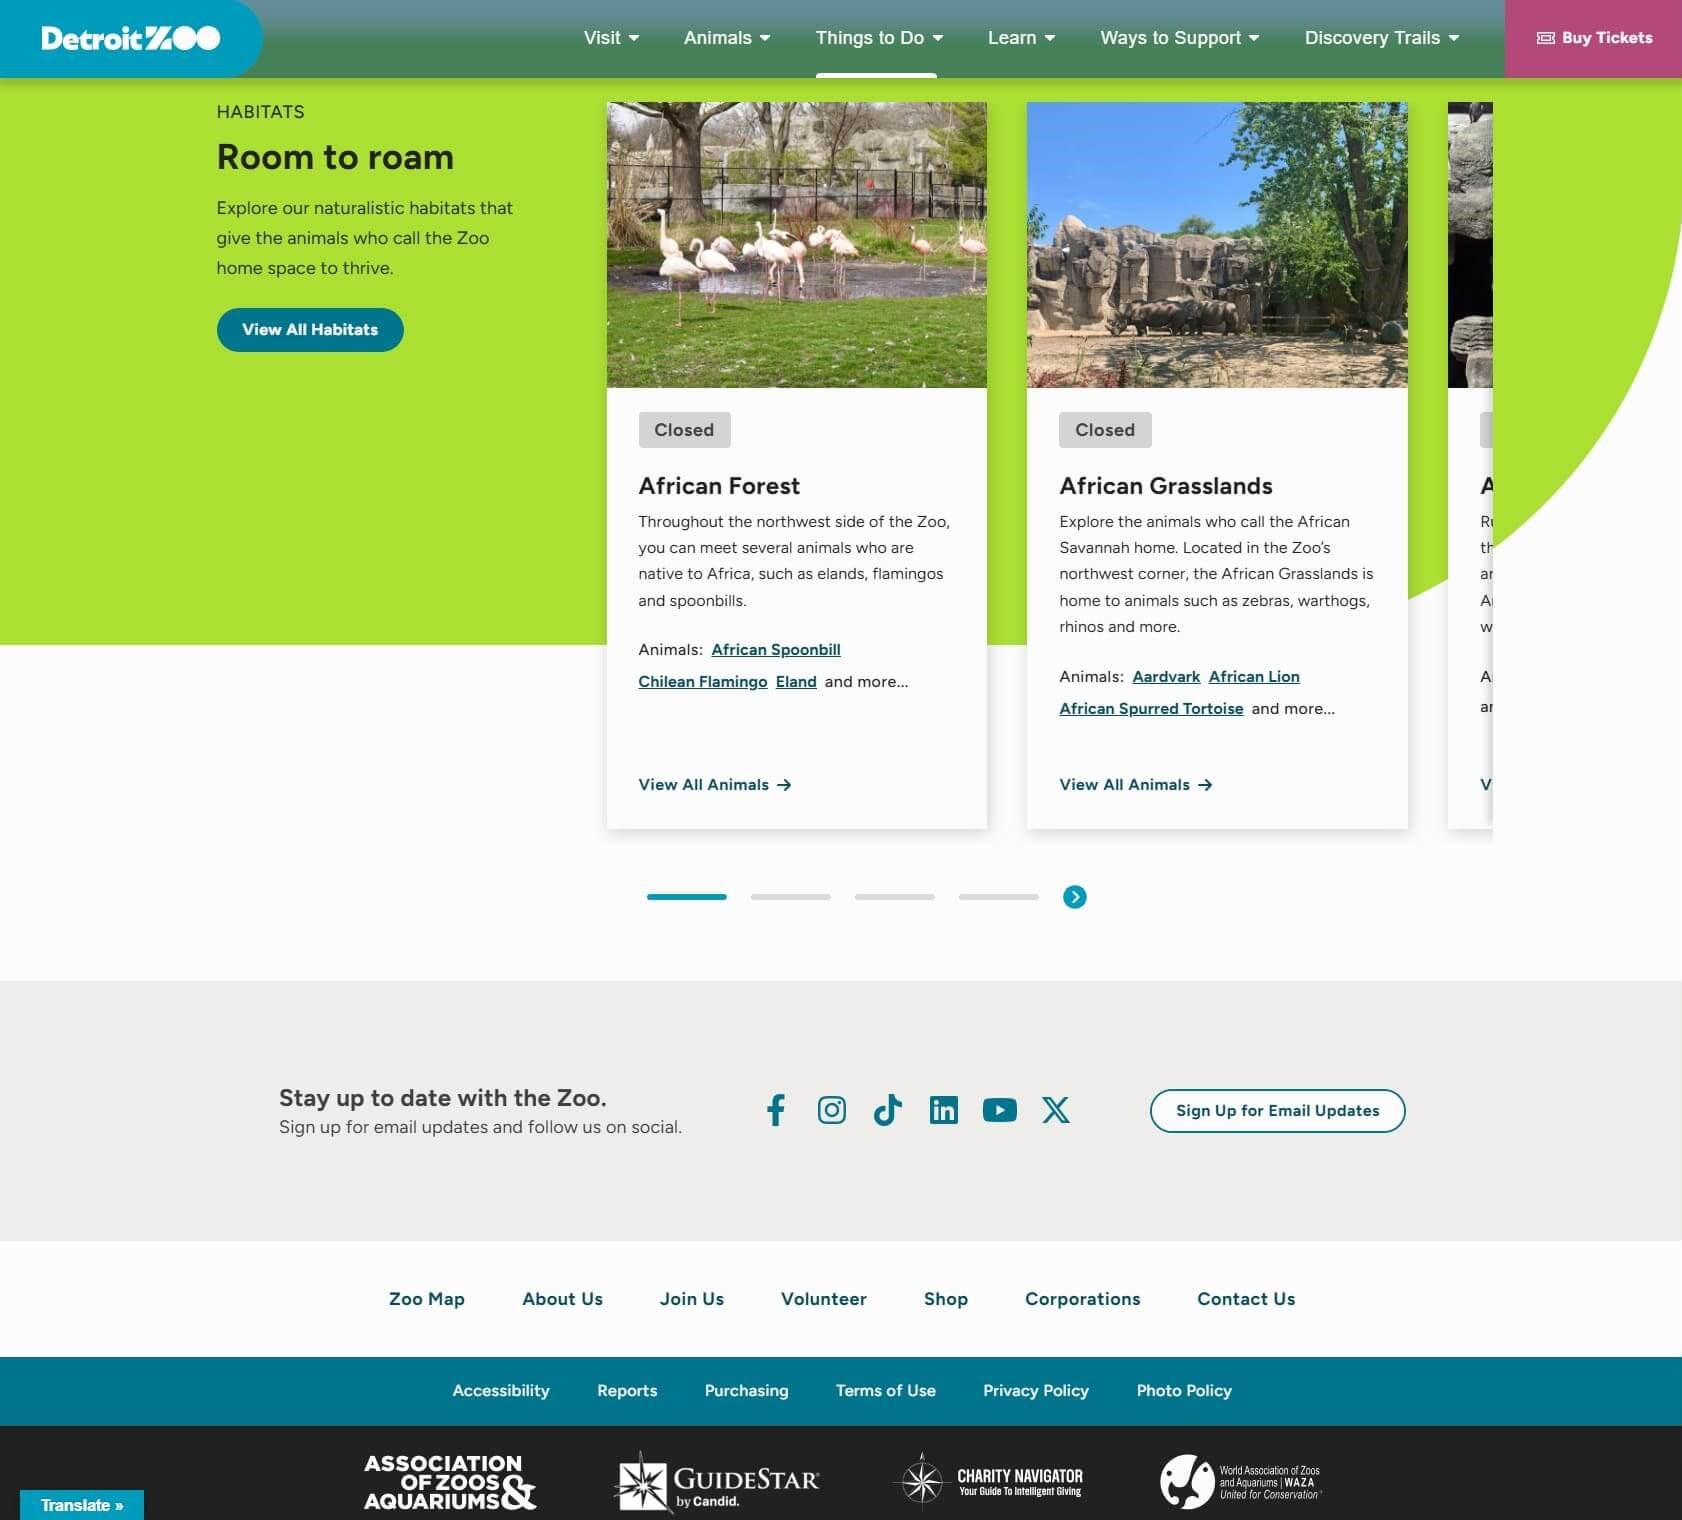 Detroit ZOO
Visit
Animals
Things to Do
Learn
Ways to Support
Discovery Trails
Buy Tickets
HABITATS
Room to roam
Explore our naturalistic habitats that
give the animals who call the Zoo
home space to thrive.
View All Habitats
Closed
African Forest
Throughout the northwest side of the Zoo,
you can meet several animals who are
native to Africa, such as elands, flamingos
and spoonbills.
Animals: African Spoonbill
Chilean Flamingo Eland and more...
View All Animals →
Closed
African Grasslands
Explore the animals who call the African
Savannah home. Located in the Zoo's
northwest corner, the African Grasslands is
home to animals such as zebras, warthogs,
rhinos and more.
Animals: Aardvark African Lion
African Spurred Tortoise and more...
View All Animals →
Stay up to date with the Zoo.
Sign up for email updates and follow us on social.
Sign Up for Email Updates
Zoo Map
About Us
Join Us
Volunteer
Shop
Corporations
Contact Us
Accessibility
Reports
Purchasing
Terms of Use
Privacy Policy
Photo Policy
ASSOCIATION
OF ZOOS &
AQUARIUMS
GUIDESTAR
by Candid.
CHARITY NAVIGATOR
Your Guide To Intelligent Giving
World Association of Zoos
and Aquariums | WAZA
United for Conservation
Translate »